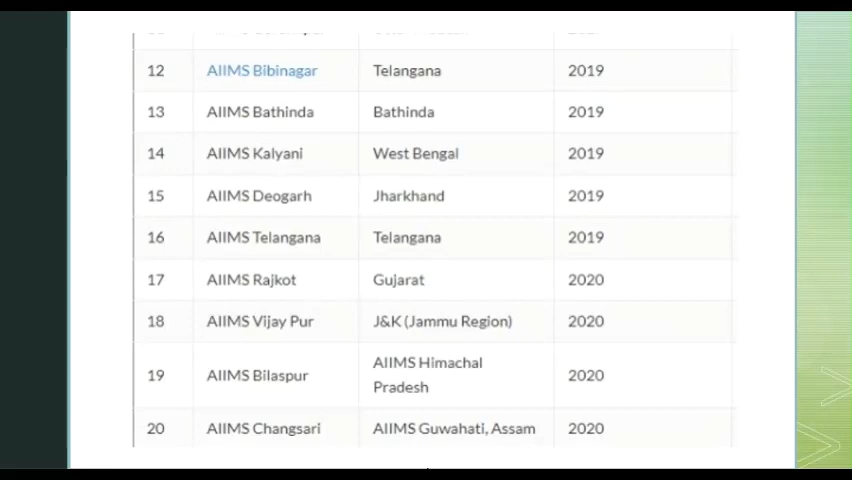 12 AIIMS Bibinagar Telangana 2019
13 AIIMS Bathinda Bathinda 2019
14 AIIMS Kalyani West Bengal 2019
15 AIIMS Deogarh Jharkhand 2019
16 AIIMS Telangana Telangana 2019
17 AIIMS Rajkot Gujarat 2020
18 AIIMS Vijay Pur J&K (Jammu Region) 2020
19 AIIMS Bilaspur AIIMS Himachal
Pradesh 2020
20 AIIMS Changsari AIIMS Guwahati, Assam 2020